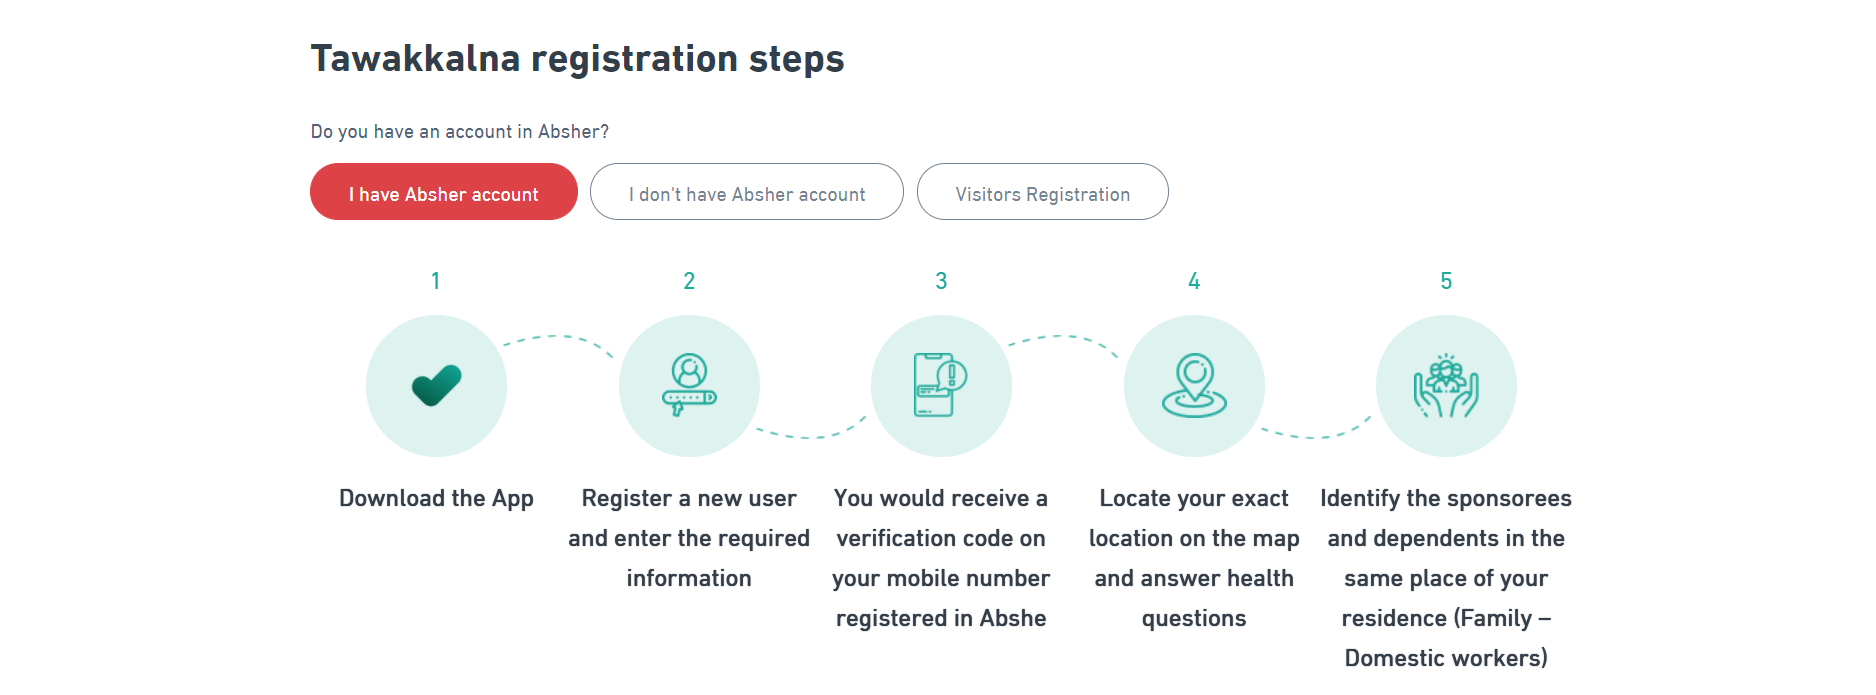 Tawakkalna registration steps
Do you have an account in Absher?
I have Absher account
I don't have Absher account
Visitors Registration
1
Download the App
2
Register a new user
and enter the required
information
3
You would receive a
verification code on
your mobile number
registered in Abshe
4
Locate your exact
location on the map
and answer health
questions
5
Identify the sponsorees
and dependents in the
same place of your
residence (Family –
Domestic workers)